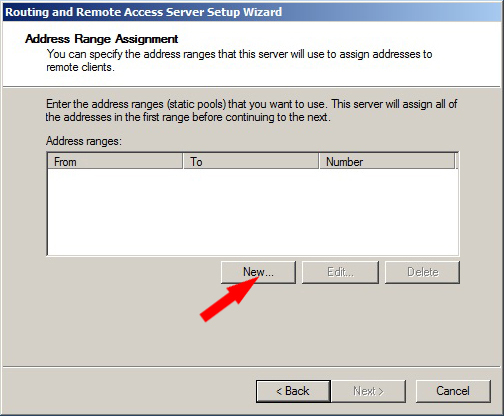 Routing and Remote Access Server Setup Wizard
Address Range Assignment
You can specify the address ranges that this server will use to assign addresses to
remote clients.
Enter the address ranges (static pools) that you want to use. This server will assign all of
the addresses in the first range before continuing to the next.
Address ranges:
From To Number
New... Edit... Delete
< Back Next > Cancel